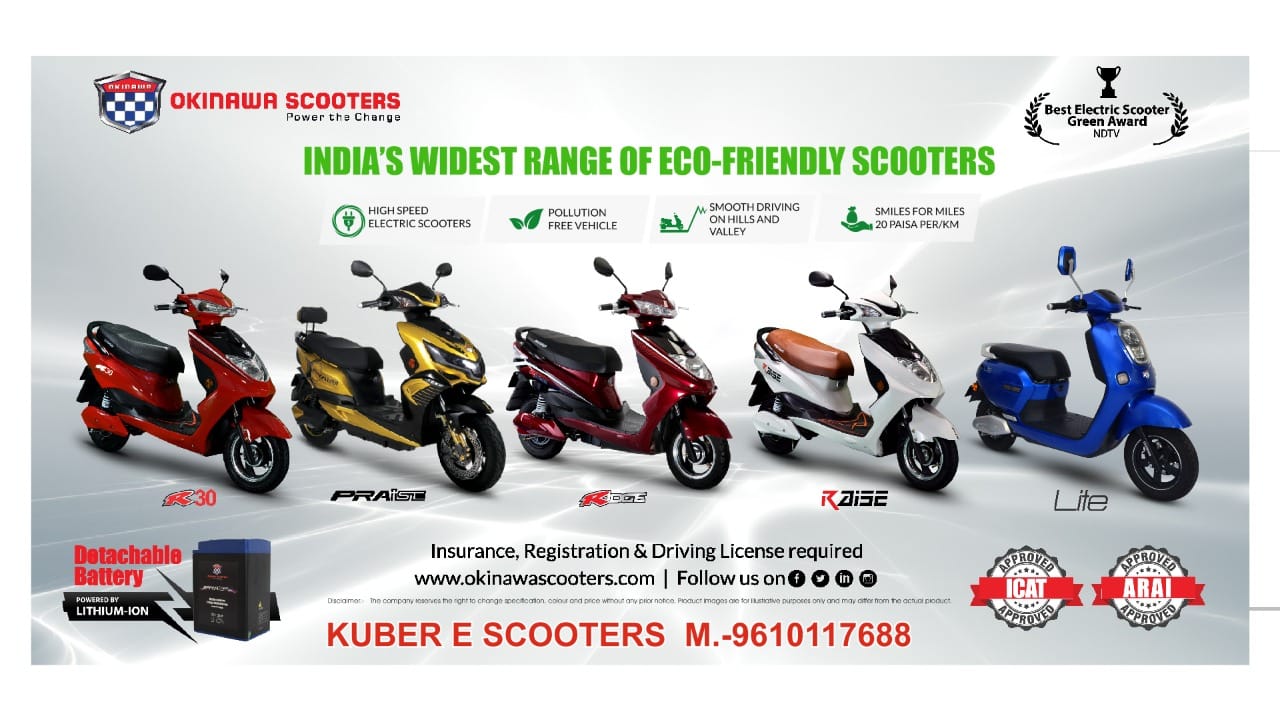 OKINAWA
OKINAWA SCOOTERS
Power the Change
Best Electric Scooter
Green Award
NDTV
INDIA'S WIDEST RANGE OF ECO-FRIENDLY SCOOTERS
HIGH SPEED
ELECTRIC SCOOTERS
POLLUTION
FREE VEHICLE
SMOOTH DRIVING
ON HILLS AND
VALLEY
SMILES FOR MILES
20 PAISA PER/KM
R30
RAISE
R30
PRAISE
RIDGE
RAISE
Lite
Detachable
Battery
POWERED BY
LITHIUM-ION
Insurance, Registration & Driving License required
www.okinawascooters.com | Follow us on
Disclaimer:- The company reserves the right to change specification, colour and price without any prior notice. Product images are for illustrative purposes only and may differ from the actual product.
KUBER E SCOOTERS M.-9610117688
APPROVED
ICAT
APPROVED
APPROVED
ARAI
APPROVED